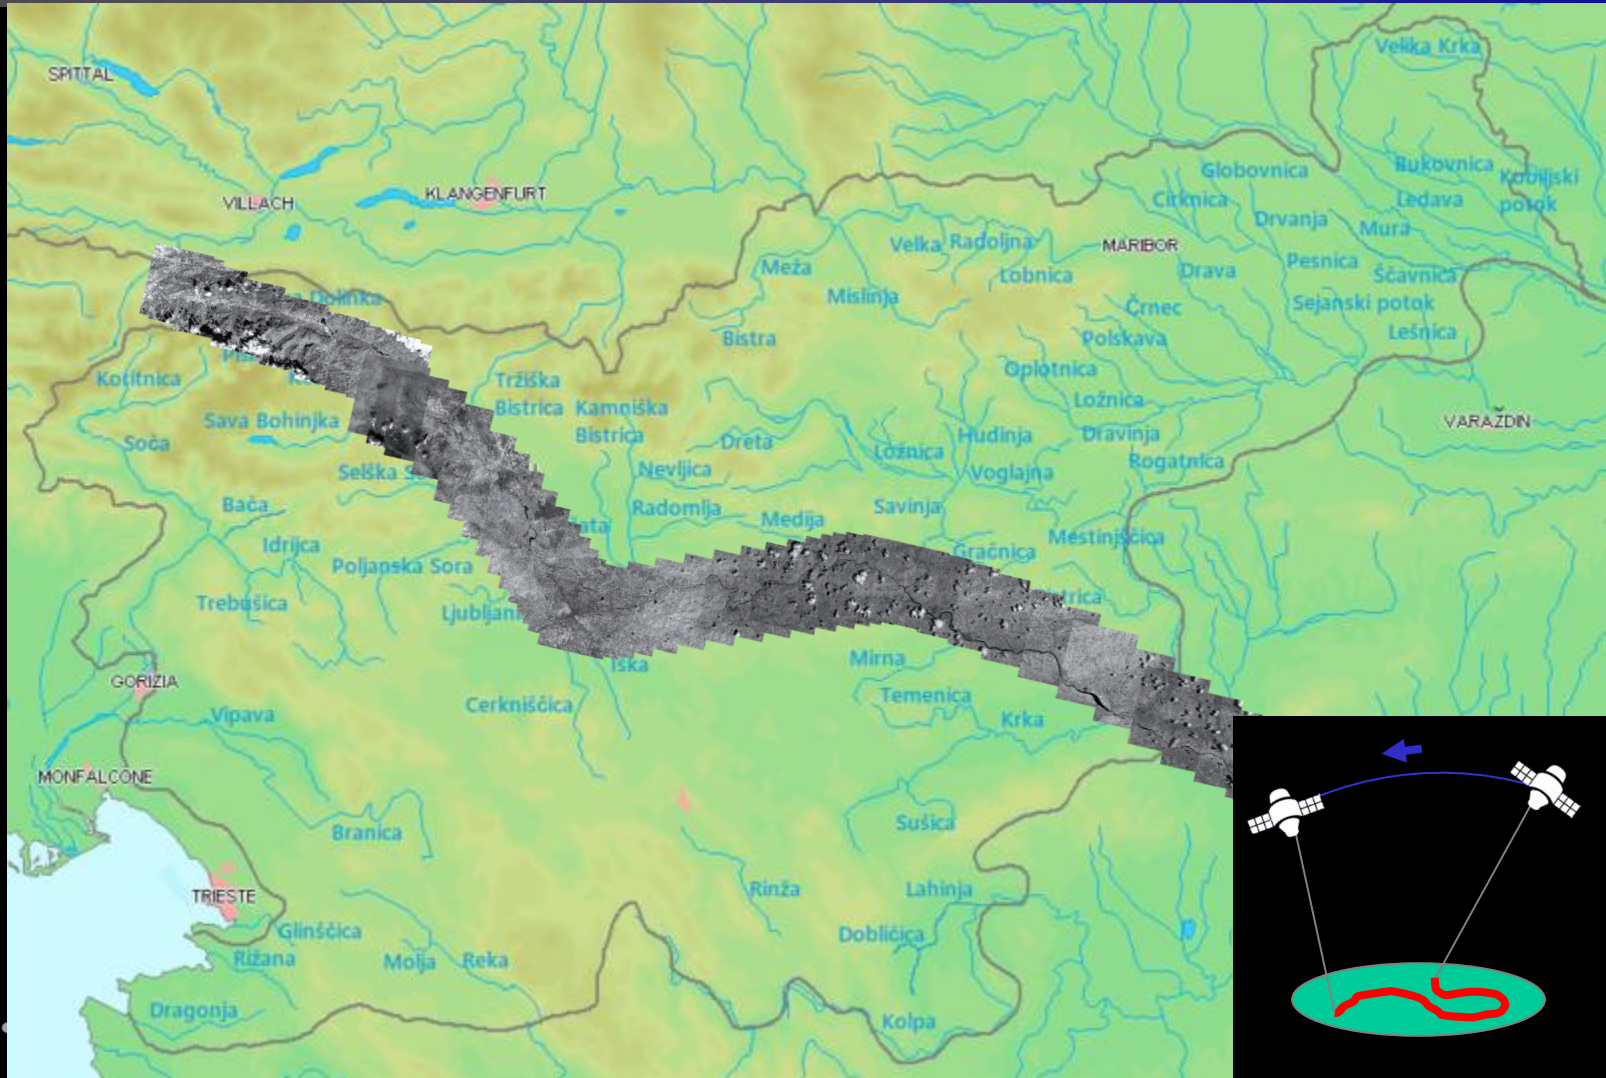 Velika Krka
SPITTAL
Globovnica
Bukovnica
Kobiljski
potok
VILLACH
KLANGENFURT
Cirknica
Ledava
Drvanja
Mura
Velka
Radoljna
MARIBOR
Meža
Lobnica
Drava
Pesnica
Ščavnica
Dolinka
Mislinja
Črnec
Sejanski potok
Bistra
Polskava
Lešnica
Kotitnica
Tržiška
Bistrica
Oplotnica
Kamniška
Bistrica
Ložnica
Sava Bohinjka
VARAŽDIN
Soča
Dreta
Hudinja
Dravinja
Ložnica
Rogatnica
Selška
Nevljica
Voglajna
Bača
Radomlja
Medija
Savinja
Idrijca
Mestinjščica
Gračnica
Poljanska Sora
Trebušica
Iška
Mirna
GORIZIA
Temenica
Cerkniščica
Vipava
Krka
MONFALCONE
Branica
Sušica
TRIESTE
Rinža
Lahinja
Glinščica
Dobličica
Rižana
Molja
Reka
Dragonja
Kolpa